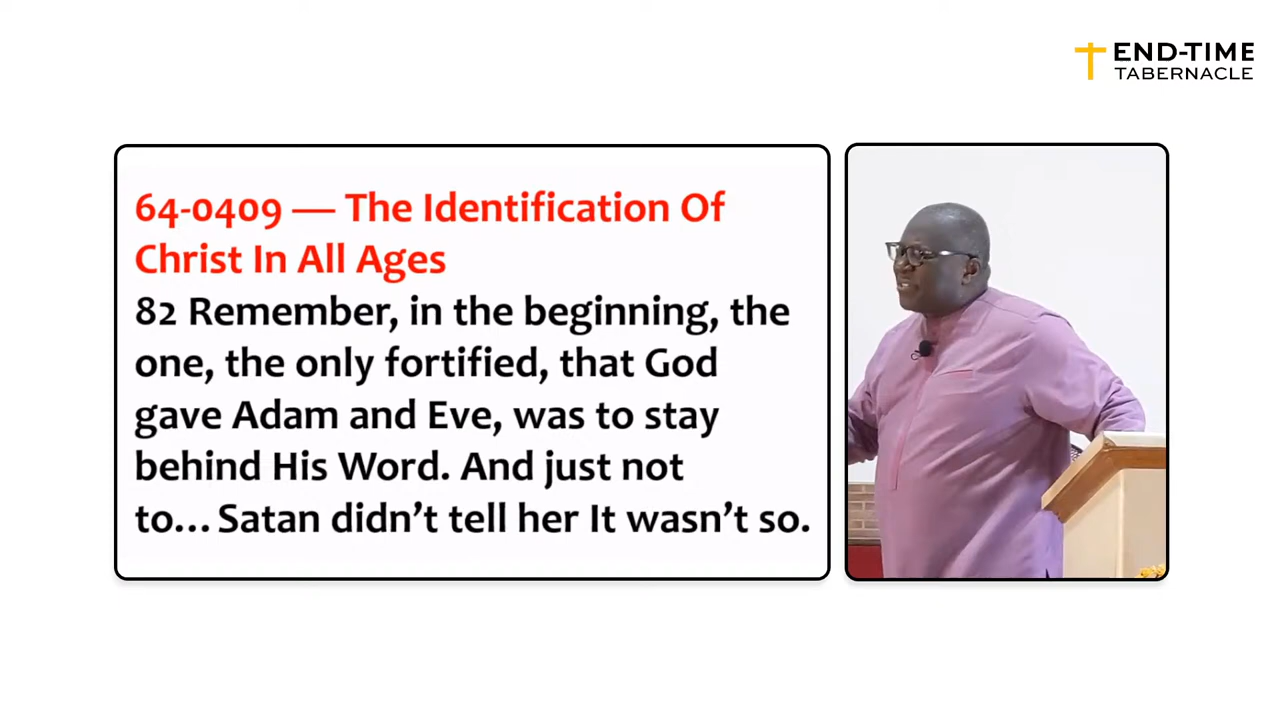 END-TIME
TABERNACLE
64-0409 — The Identification Of
Christ In All Ages
82 Remember, in the beginning, the
one, the only fortified, that God
gave Adam and Eve, was to stay
behind His Word. And just not
to... Satan didn’t tell her It wasn’t so.